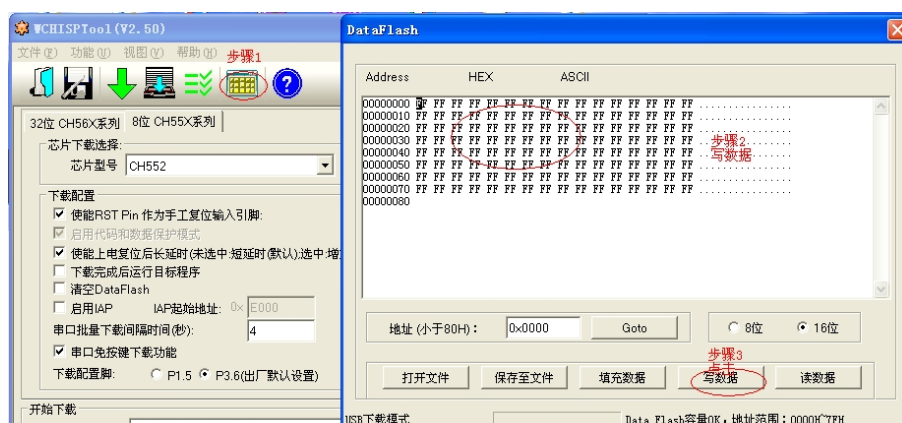 WCHISPTool(V2.50)
文件(F) 功能(U) 视图(V) 帮助(H)
步骤1
32位 CH56X系列 8位 CH55X系列
芯片下载选择:
芯片型号 CH552
下载配置
使能RST Pin 作为手工复位输入引脚:
启用代码和数据保护模式
使能上电复位后长延时(未选中:短延时(默认);选中:增
下载完成后运行目标程序
清空DataFlash
启用IAP IAP起始地址: 0x E000
串口批量下载间隔时间(秒): 4
串口免按键下载功能
下载配置脚: P1.5 P3.6(出厂默认设置)
开始下载
DataFlash
Address HEX ASCII
00000000 FF FF FF FF FF FF FF FF FF FF FF FF FF FF FF FF ................
00000010 FF FF FF FF FF FF FF FF FF FF FF FF FF FF FF FF ................
00000020 FF FF FF FF FF FF FF FF FF FF FF FF FF FF FF FF ................
00000030 FF FF FF FF FF FF FF FF FF FF FF FF FF FF FF FF ................
00000040 FF FF FF FF FF FF FF FF FF FF FF FF FF FF FF FF ................
00000050 FF FF FF FF FF FF FF FF FF FF FF FF FF FF FF FF ................
00000060 FF FF FF FF FF FF FF FF FF FF FF FF FF FF FF FF ................
00000070 FF FF FF FF FF FF FF FF FF FF FF FF FF FF FF FF ................
00000080
步骤2
写数据
地址 (小于80H): 0x0000 Goto 8位 16位
步骤3
点击
打开文件 保存至文件 填充数据 写数据 读数据
USB下载模式
Data Flash容量0K, 地址范围: 0000H~7FH